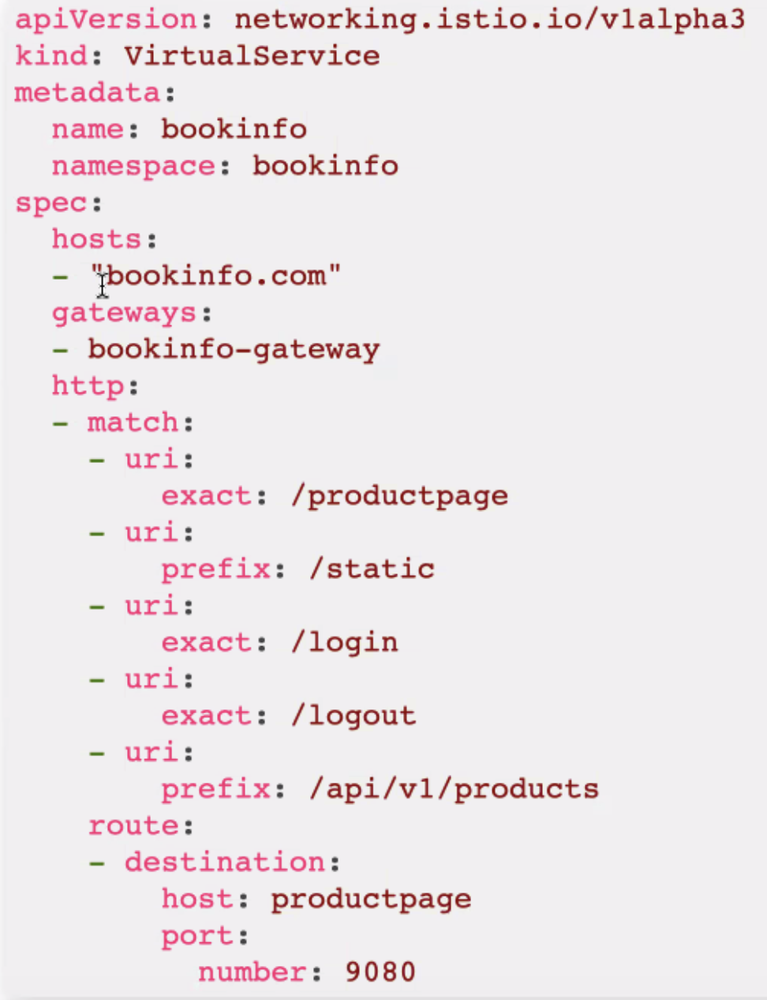 apiVersion: networking.istio.io/v1alpha3
kind: VirtualService
metadata:
  name: bookinfo
  namespace: bookinfo
spec:
  hosts:
  - "bookinfo.com"
  gateways:
  - bookinfo-gateway
  http:
  - match:
    - uri:
        exact: /productpage
    - uri:
        prefix: /static
    - uri:
        exact: /login
    - uri:
        exact: /logout
    - uri:
        prefix: /api/v1/products
    route:
    - destination:
        host: productpage
        port:
          number: 9080